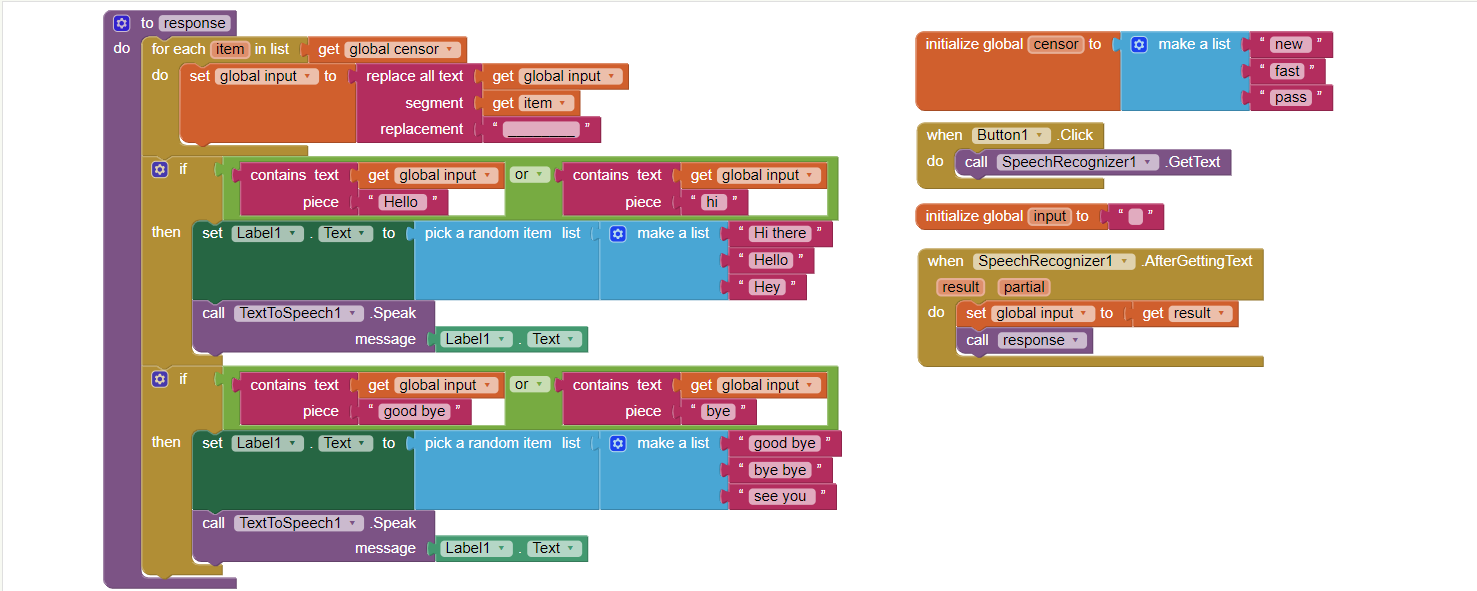 to response
do for each item in list get global censor
do set global input to replace all text get global input
segment get item
replacement " __________ "
if contains text get global input or contains text get global input
piece " Hello " piece " hi "
then set Label1 . Text to pick a random item list make a list " Hi there "
" Hello "
" Hey "
call TextToSpeech1 .Speak
message Label1 . Text
if contains text get global input or contains text get global input
piece " good bye " piece " bye "
then set Label1 . Text to pick a random item list make a list " good bye "
" bye bye "
" see you "
call TextToSpeech1 .Speak
message Label1 . Text
initialize global censor to make a list " new "
" fast "
" pass "
when Button1 .Click
do call SpeechRecognizer1 .GetText
initialize global input to " "
when SpeechRecognizer1 .AfterGettingText
result partial
do set global input to get result
call response